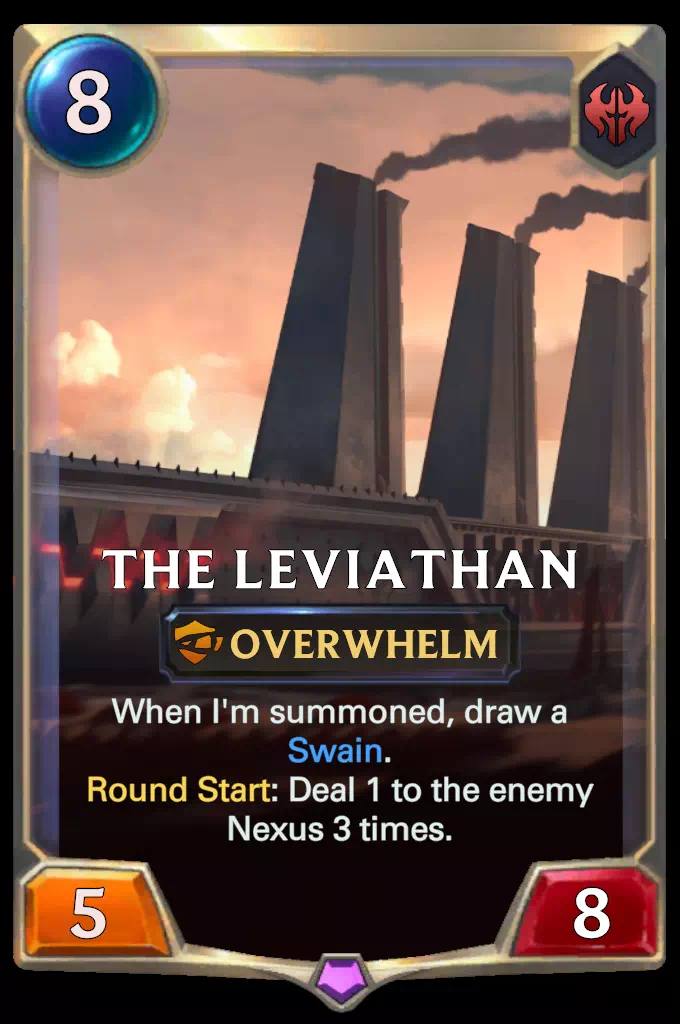 8
THE LEVIATHAN
OVERWHELM
When I'm summoned, draw a
Swain.
Round Start: Deal 1 to the enemy
Nexus 3 times.
5
8